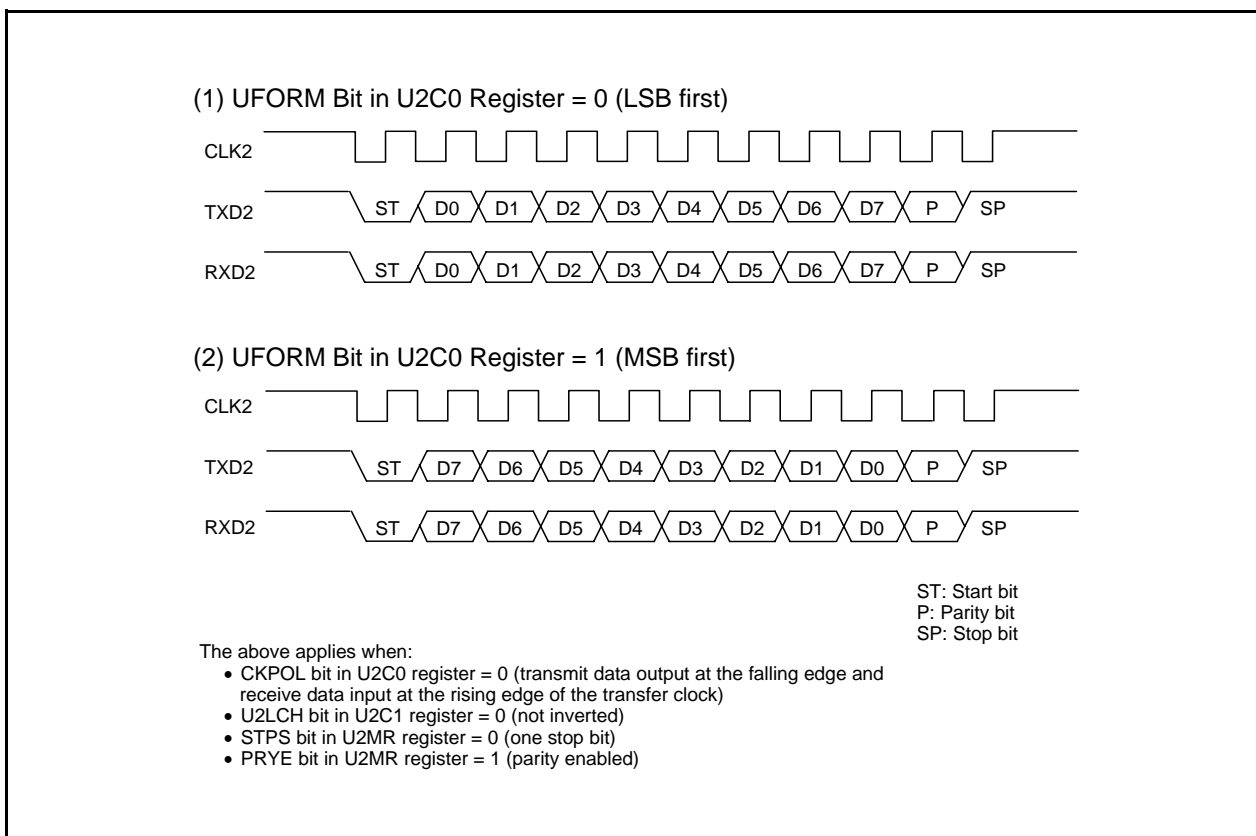 (1) UFORM Bit in U2C0 Register = 0 (LSB first)
CLK2
TXD2 ST D0 D1 D2 D3 D4 D5 D6 D7 P SP
RXD2 ST D0 D1 D2 D3 D4 D5 D6 D7 P SP
(2) UFORM Bit in U2C0 Register = 1 (MSB first)
CLK2
TXD2 ST D7 D6 D5 D4 D3 D2 D1 D0 P SP
RXD2 ST D7 D6 D5 D4 D3 D2 D1 D0 P SP
ST: Start bit
P: Parity bit
SP: Stop bit
The above applies when:
• CKPOL bit in U2C0 register = 0 (transmit data output at the falling edge and
receive data input at the rising edge of the transfer clock)
• U2LCH bit in U2C1 register = 0 (not inverted)
• STPS bit in U2MR register = 0 (one stop bit)
• PRYE bit in U2MR register = 1 (parity enabled)